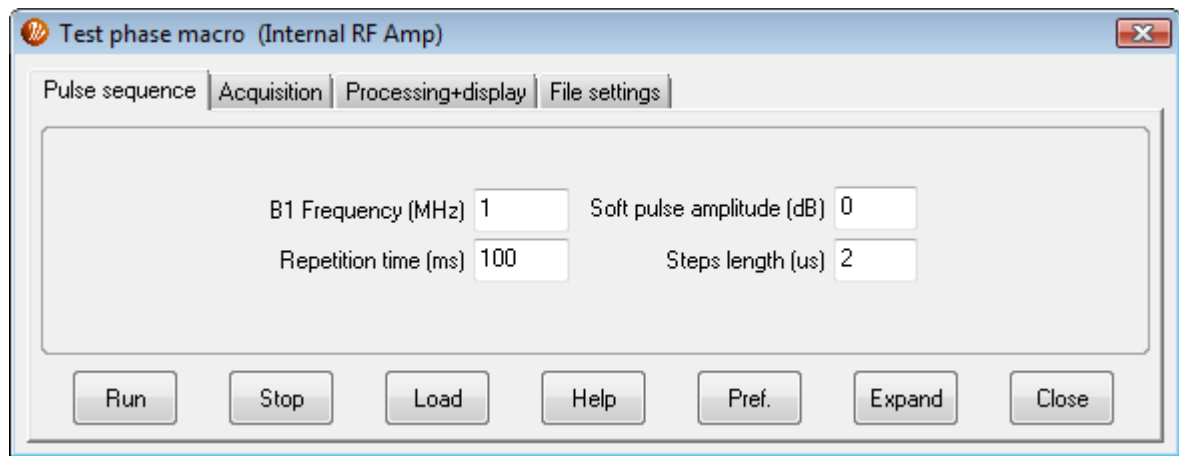 Test phase macro (Internal RF Amp)
Pulse sequence Acquisition Processing+display File settings
B1 Frequency (MHz) 1 Soft pulse amplitude (dB) 0
Repetition time (ms) 100 Steps length (us) 2
Run Stop Load Help Pref. Expand Close